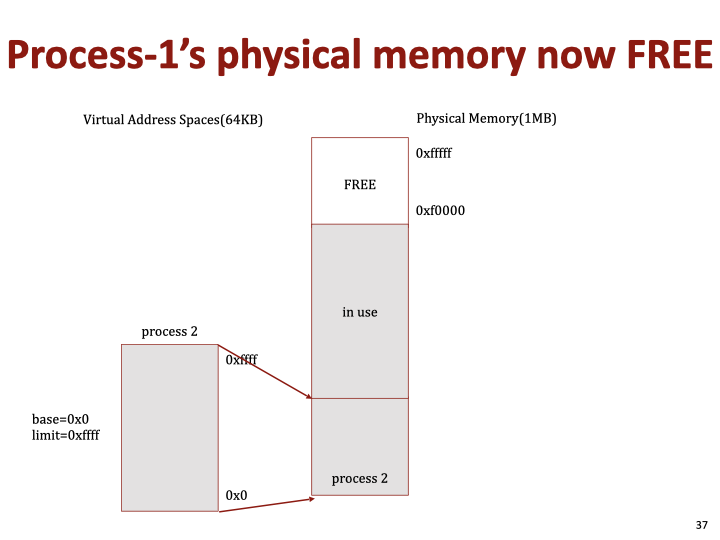 Process-1’s physical memory now FREE
Virtual Address Spaces(64KB)
Physical Memory(1MB)
0xfffff
FREE
0xf0000
in use
process 2
0xffff
base=0x0
limit=0xffff
process 2
0x0
37